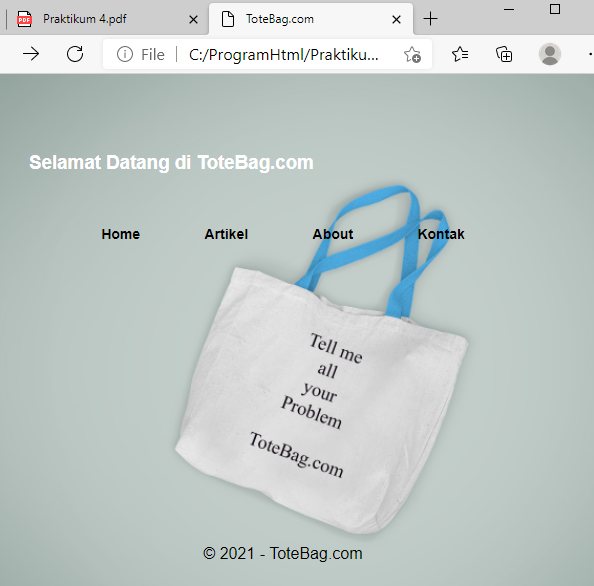 Praktikum 4.pdf
ToteBag.com
File
C:/ProgramHtml/Praktiku...
Selamat Datang di ToteBag.com
Home
Artikel
About
Kontak
Tell me
all
your
Problem
ToteBag.com
© 2021 - ToteBag.com